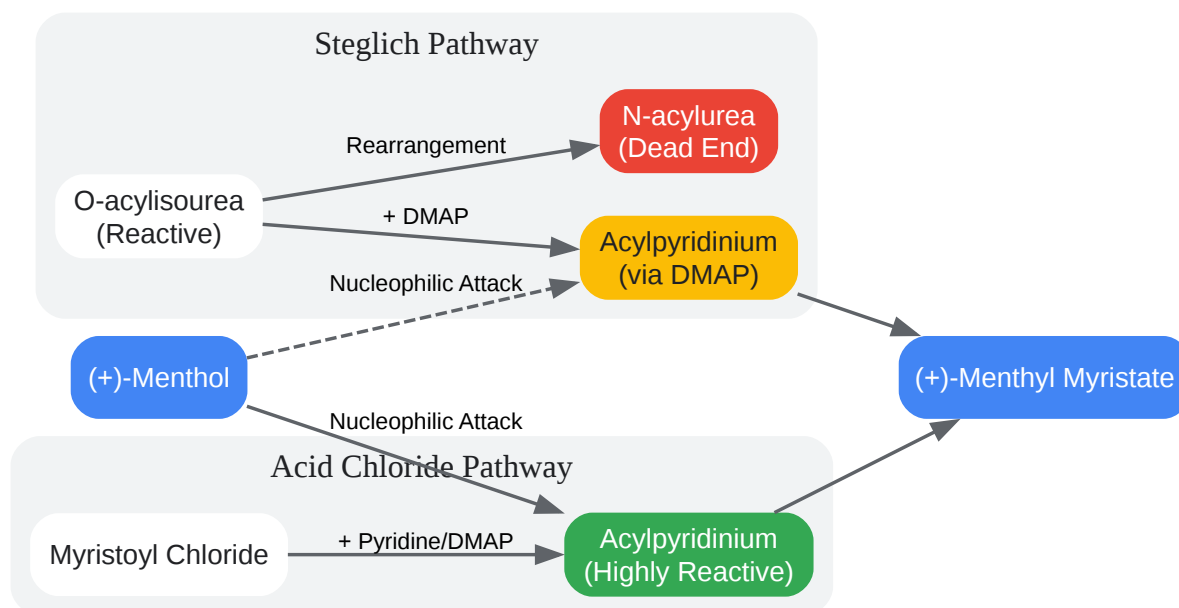 Steglich Pathway
N-acylurea
(Dead End)
Rearrangement
O-acylisourea
(Reactive)
+ DMAP
Acylpyridinium
(via DMAP)
Nucleophilic Attack
(+)-Menthol
(+)-Menthyl Myristate
Nucleophilic Attack
Acid Chloride Pathway
Myristoyl Chloride
+ Pyridine/DMAP
Acylpyridinium
(Highly Reactive)